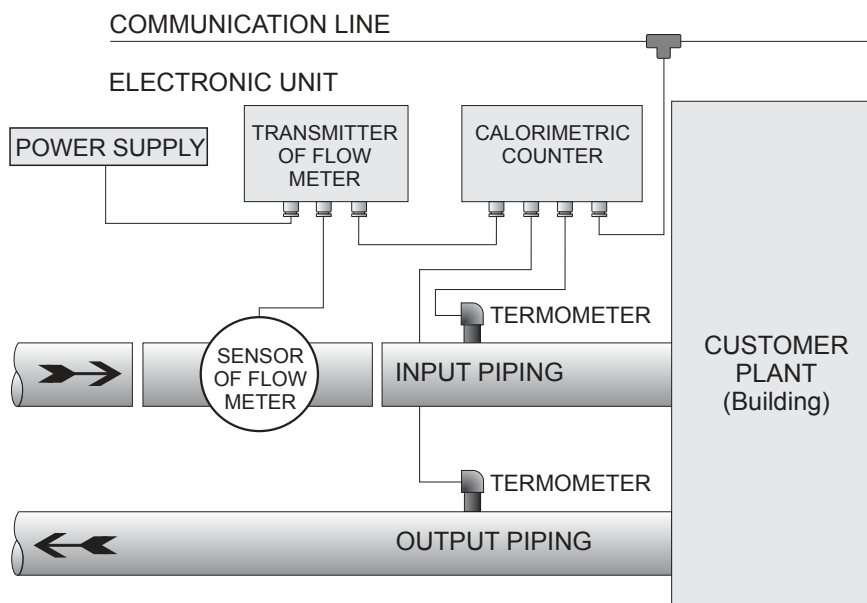 COMMUNICATION LINE
ELECTRONIC UNIT
POWER SUPPLY
TRANSMITTER
OF FLOW
METER
CALORIMETRIC
COUNTER
TERMOMETER
SENSOR
OF FLOW
METER
INPUT PIPING
CUSTOMER
PLANT
(Building)
TERMOMETER
OUTPUT PIPING